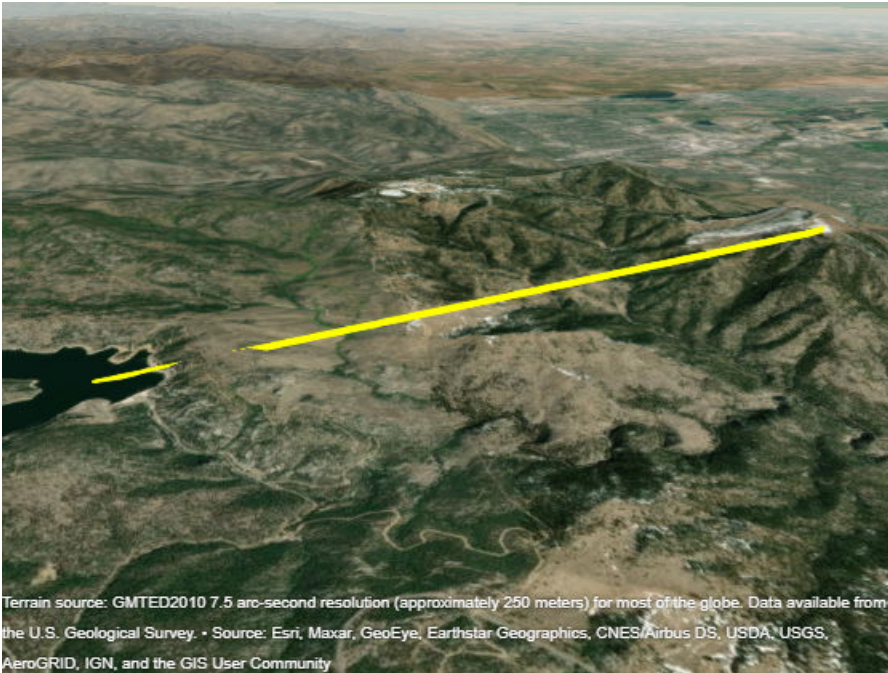 Terrain source: GMTED2010 7.5 arc-second resolution (approximately 250 meters) for most of the globe. Data available from
the U.S. Geological Survey. • Source: Esri, Maxar, GeoEye, Earthstar Geographics, CNES/Airbus DS, USDA, USGS,
AeroGRID, IGN, and the GIS User Community